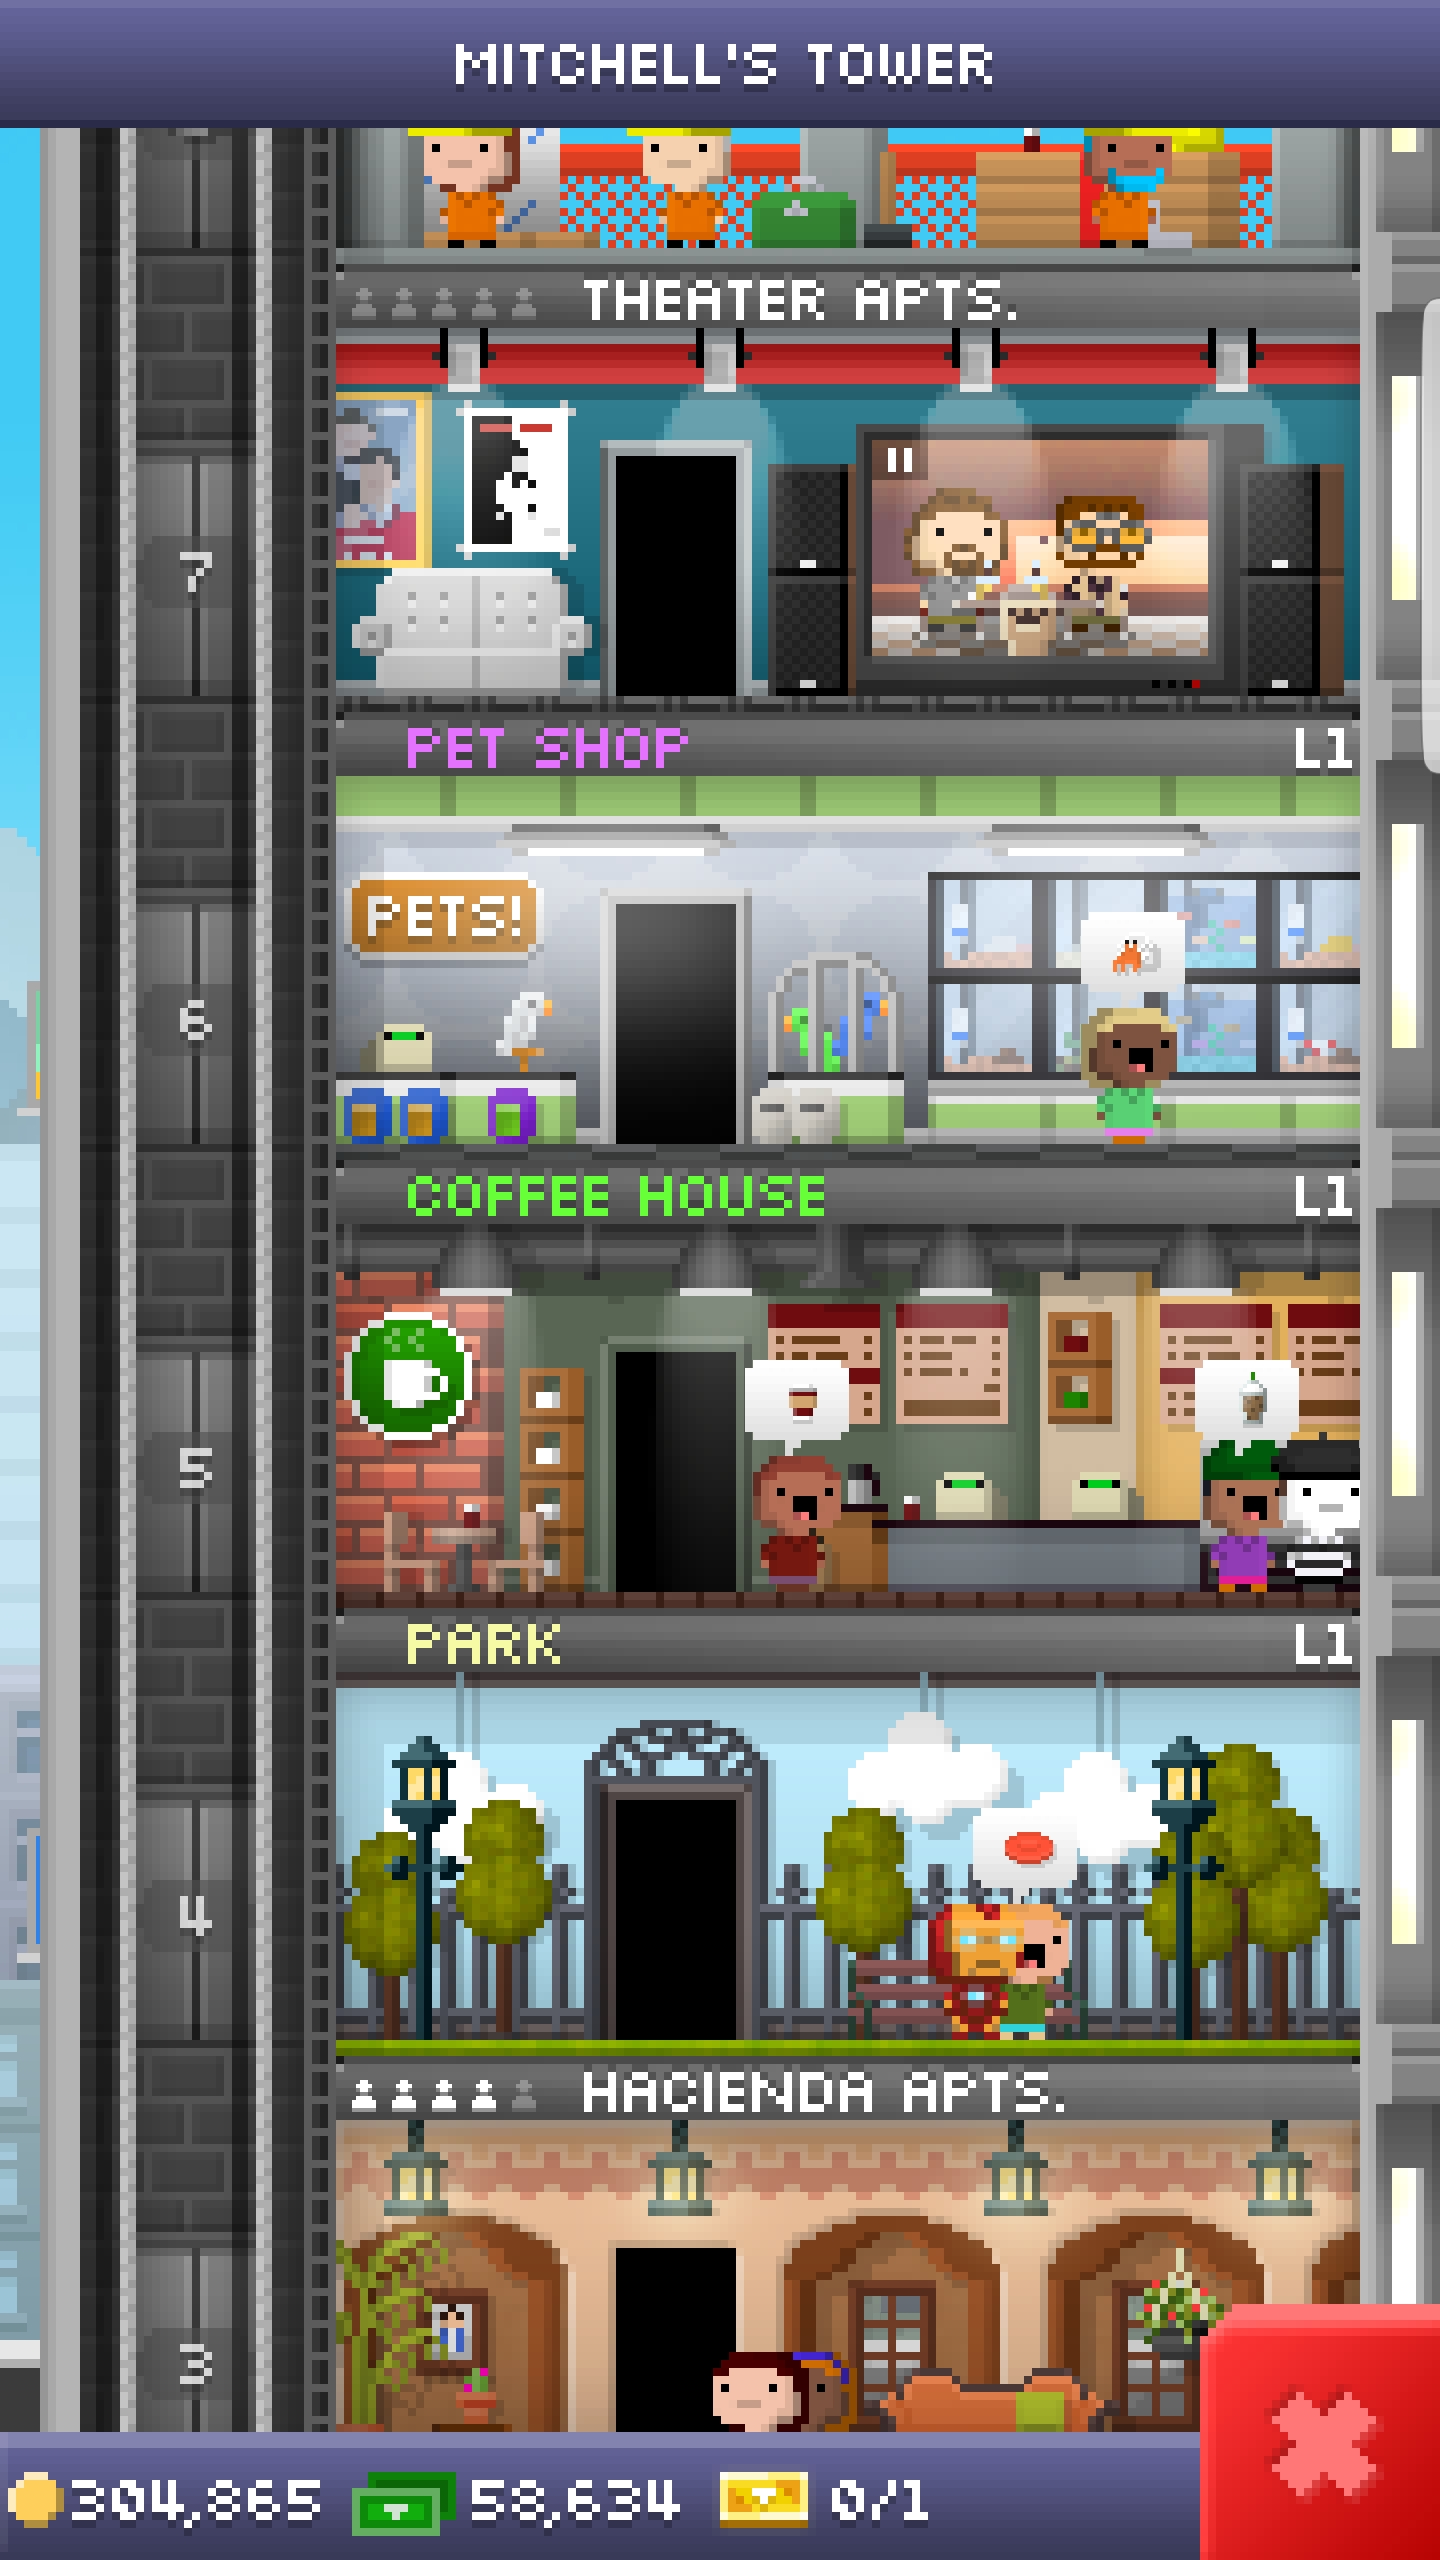 MITCHELL'S TOWER
THEATER APTS.
7
PET SHOP L1
PETS!
6
COFFEE HOUSE L1
5
PARK L1
4
HACIENDA APTS.
3
304,865 58,634 0/1